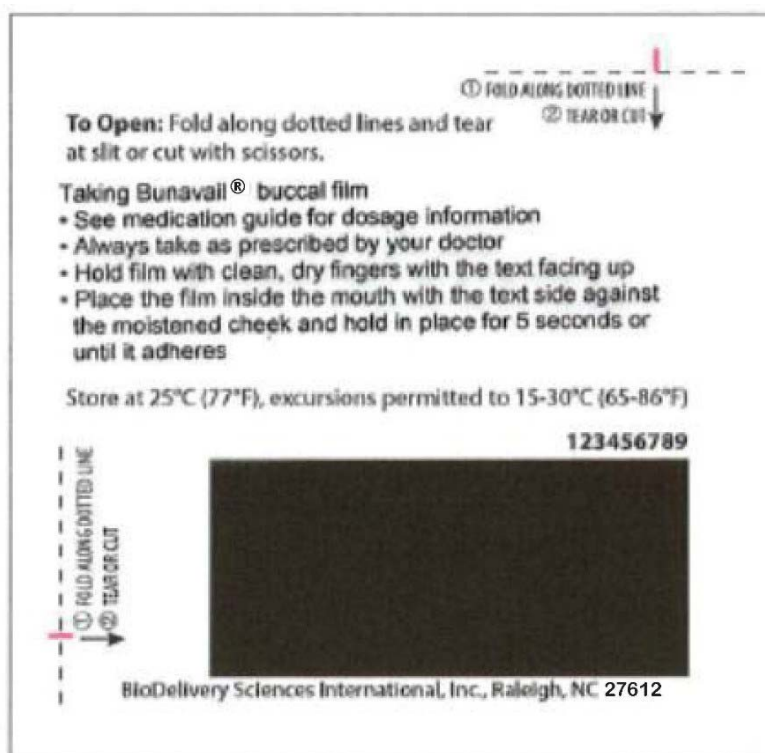 ① FOLD ALONG DOTTED LINE
② TEAR OR CUT
To Open: Fold along dotted lines and tear
at slit or cut with scissors.
Taking Bunavail® buccal film
• See medication guide for dosage information
• Always take as prescribed by your doctor
• Hold film with clean, dry fingers with the text facing up
• Place the film inside the mouth with the text side against
the moistened cheek and hold in place for 5 seconds or
until it adheres
Store at 25°C (77°F), excursions permitted to 15-30°C (65-86°F)
123456789
① FOLD ALONG DOTTED LINE
② TEAR OR CUT
BioDelivery Sciences International, Inc., Raleigh, NC 27612